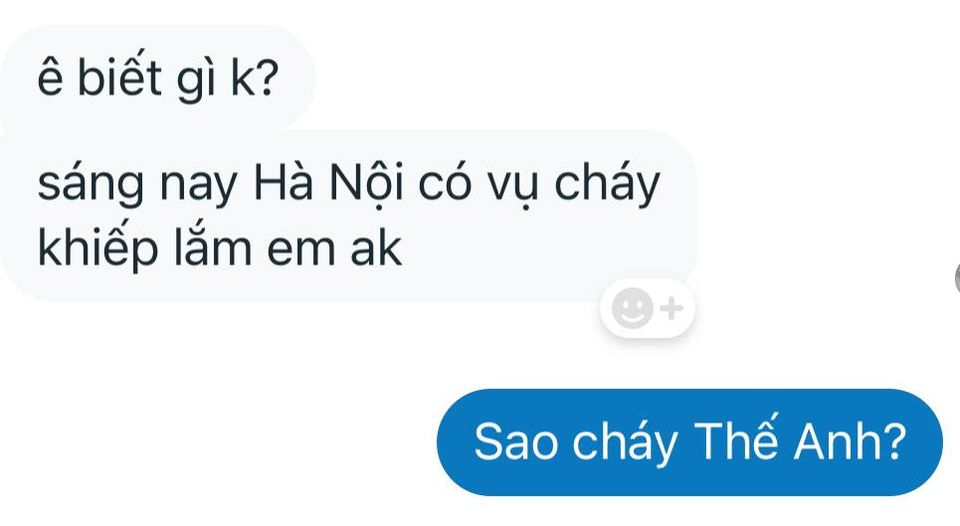 ê biết gì k?
sáng nay Hà Nội có vụ cháy
khiếp lắm em ak
Sao cháy Thế Anh?